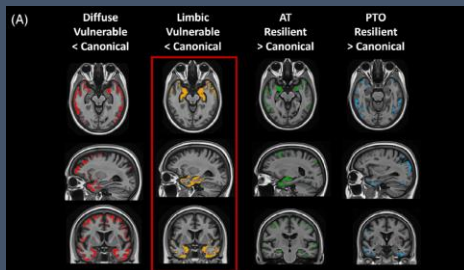 (A)
Diffuse
Vulnerable
< Canonical
Limbic
Vulnerable
< Canonical
AT
Resilient
> Canonical
PTO
Resilient
> Canonical